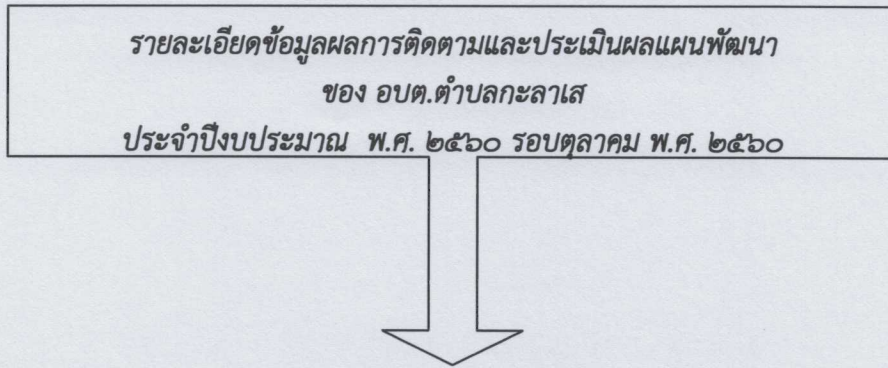 รายละเอียดข้อมูลผลการติดตามและประเมินผลแผนพัฒนา
ของ อบต.ตำบลกะลาเส
ประจำปีงบประมาณ พ.ศ. ๒๕๖๐ รอบตุลาคม พ.ศ. ๒๕๖๐